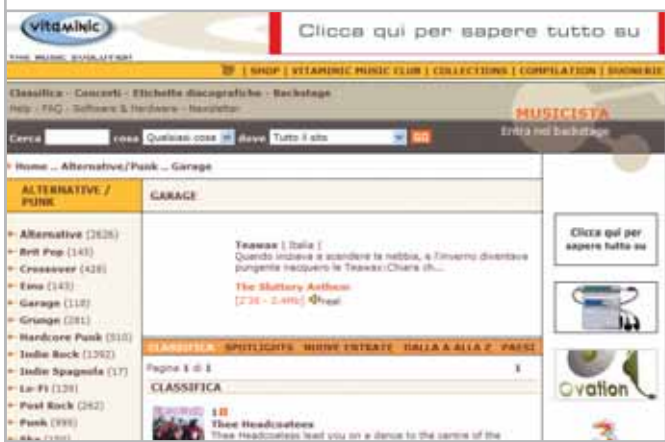 vitaminic
Clicca qui per sapere tutto su
THE MUSIC EVOLUTION
| SHOP | VITAMINIC MUSIC CLUB | COLLECTIONS | COMPILATION | SUONERIE
Classifica - Concerti - Etichette discografiche - Backstage
Help - FAQ - Software & Hardware - Newsletter
MUSICISTA
Entra nel backstage
Cerca cosa Qualsiasi cosa dove Tutto il sito GO
Home .. Alternative/Punk .. Garage
ALTERNATIVE / PUNK
GARAGE
Alternative (2626)
Brit Pop (143)
Crossover (428)
Emo (143)
Garage (118)
Grunge (281)
Hardcore Punk (510)
Indie Rock (1392)
Indie Spagnola (17)
Lo-Fi (139)
Post Rock (262)
Punk (995)
Teawax | Italia |
Quando iniziava a scendere la nebbia, e l'inverno diventava
pungente nacquero le Teawax:Chiara ch...
The Sluttery Anthem
[2'36 - 2.4Mb] real
CLASSIFICA SPOTLIGHTS NUOVE ENTRATE DALLA A ALLA Z PAESI
Pagina 1 di 1 1
CLASSIFICA
1
Thee Headcoatees
Thee Headcoatees lead you on a dance to the centre of the
Clicca qui per
sapere tutto su
Ovation